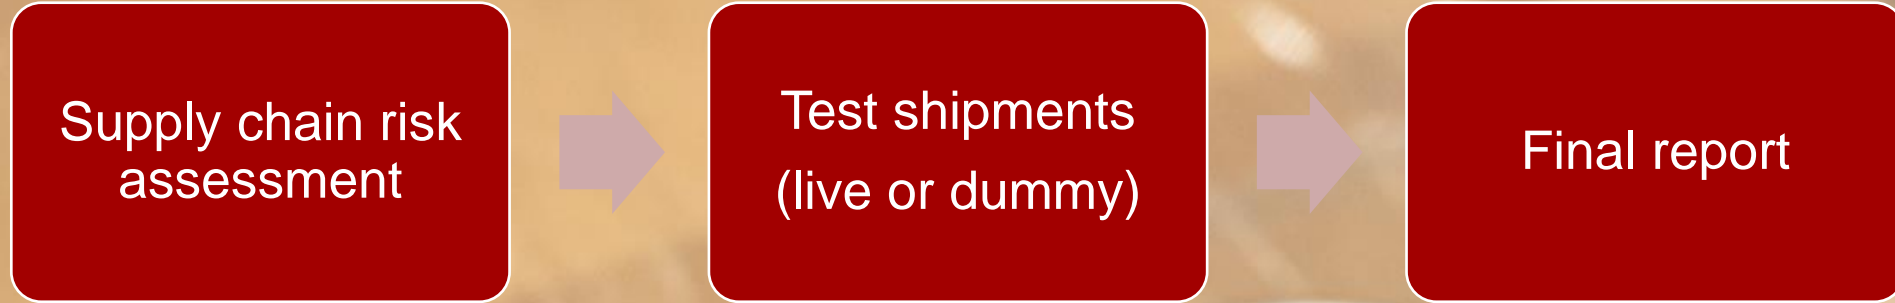 Supply chain risk
assessment
Test shipments
(live or dummy)
Final report